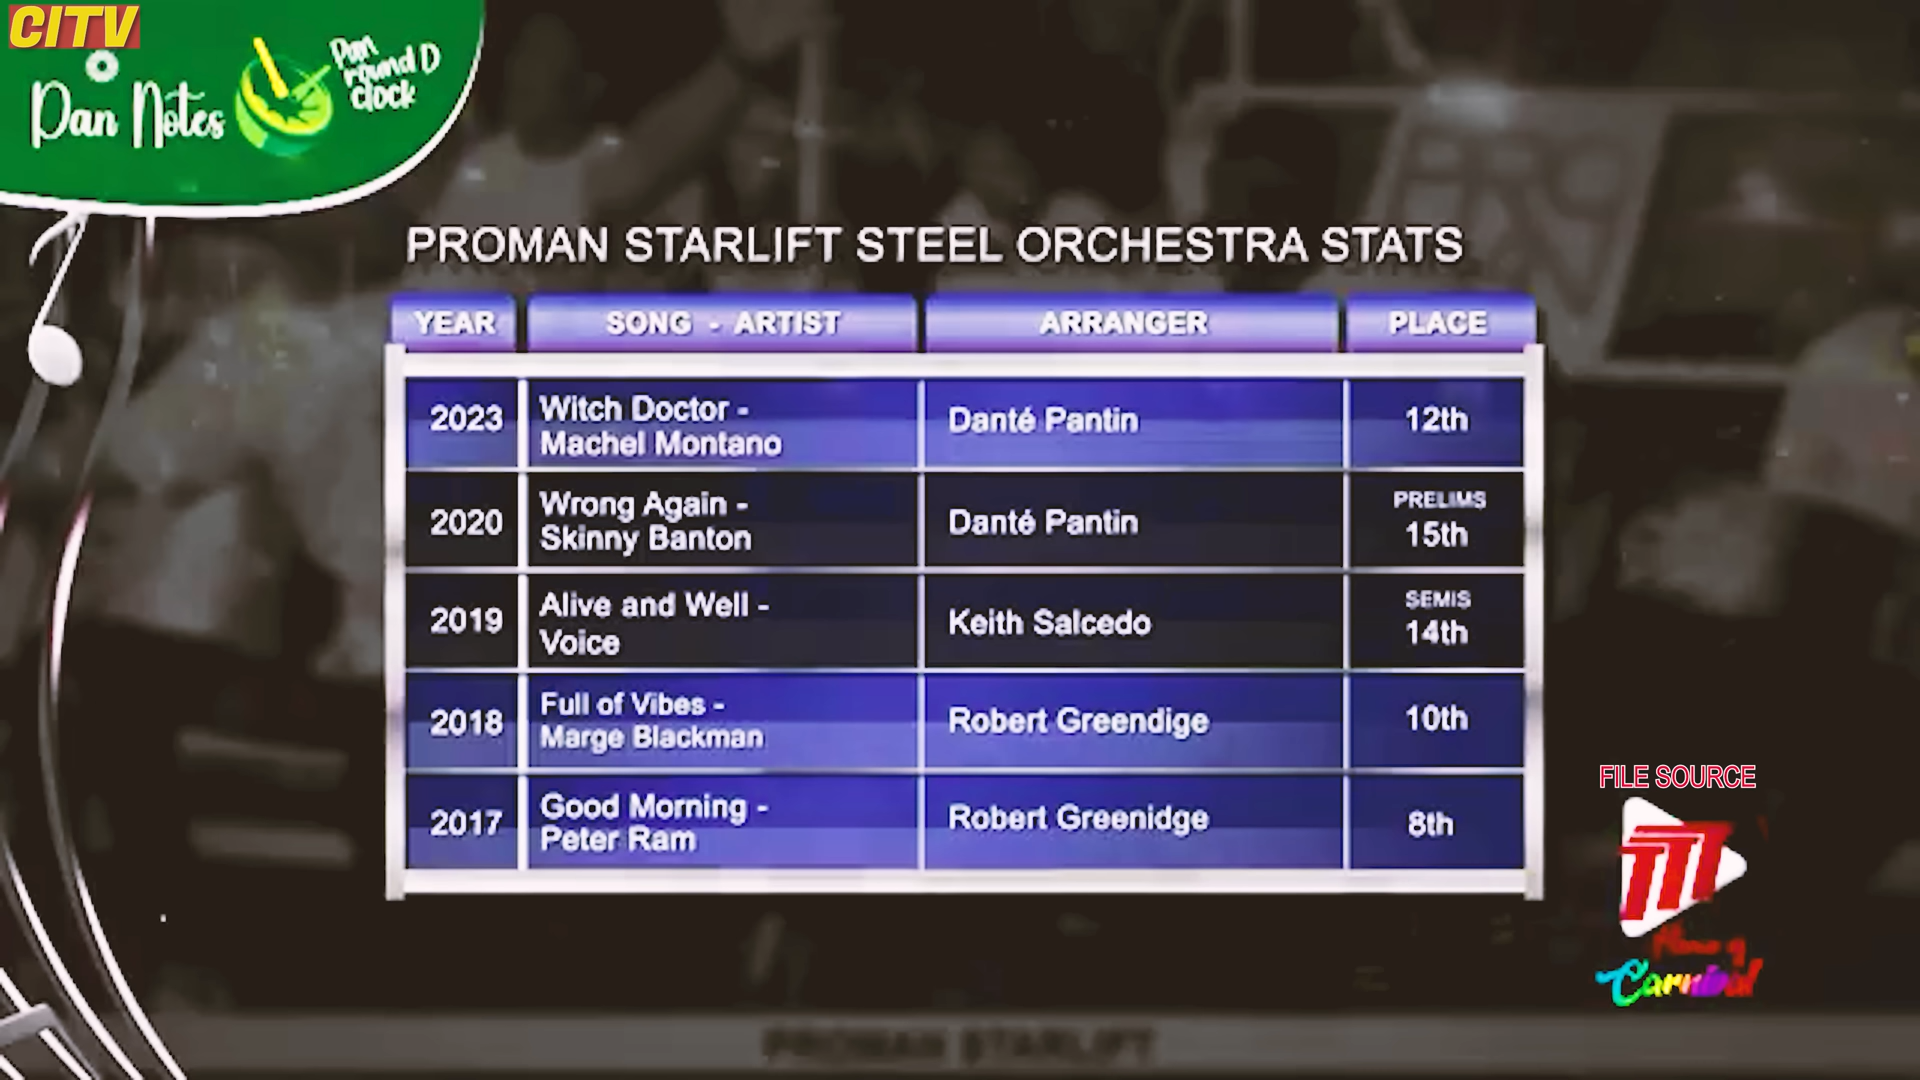 CITV
Pan Notes
Pan
round D
clock
PROMAN STARLIFT STEEL ORCHESTRA STATS
YEAR SONG - ARTIST ARRANGER PLACE
2023 Witch Doctor - Machel Montano Danté Pantin 12th
2020 Wrong Again - Skinny Banton Danté Pantin PRELIMS 15th
2019 Alive and Well - Voice Keith Salcedo SEMIS 14th
2018 Full of Vibes - Marge Blackman Robert Greendige 10th
2017 Good Morning - Peter Ram Robert Greenidge 8th
FILE SOURCE
TTT
Home of
Carnival
PROMAN STARLIFT